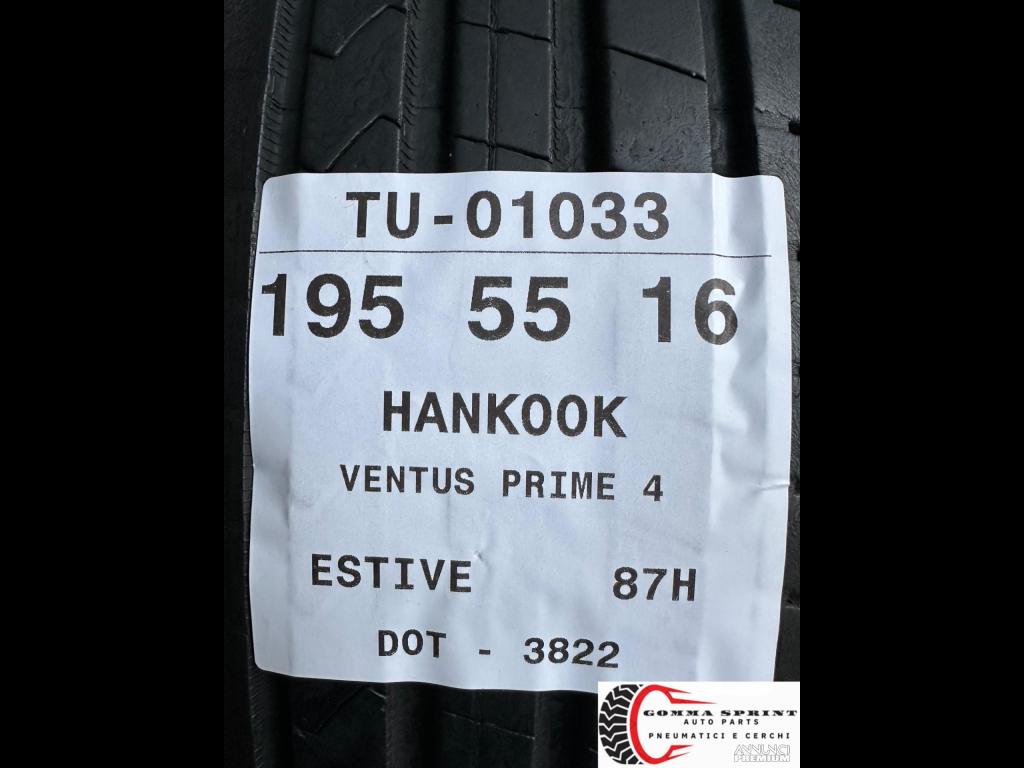 TU-01033
195 55 16
HANKOOK
VENTUS PRIME 4
ESTIVE 87H
DOT - 3822
GOMMA SPRINT
AUTO PARTS
PNEUMATICI E CERCHI
ANNUNCI
PREMIUM